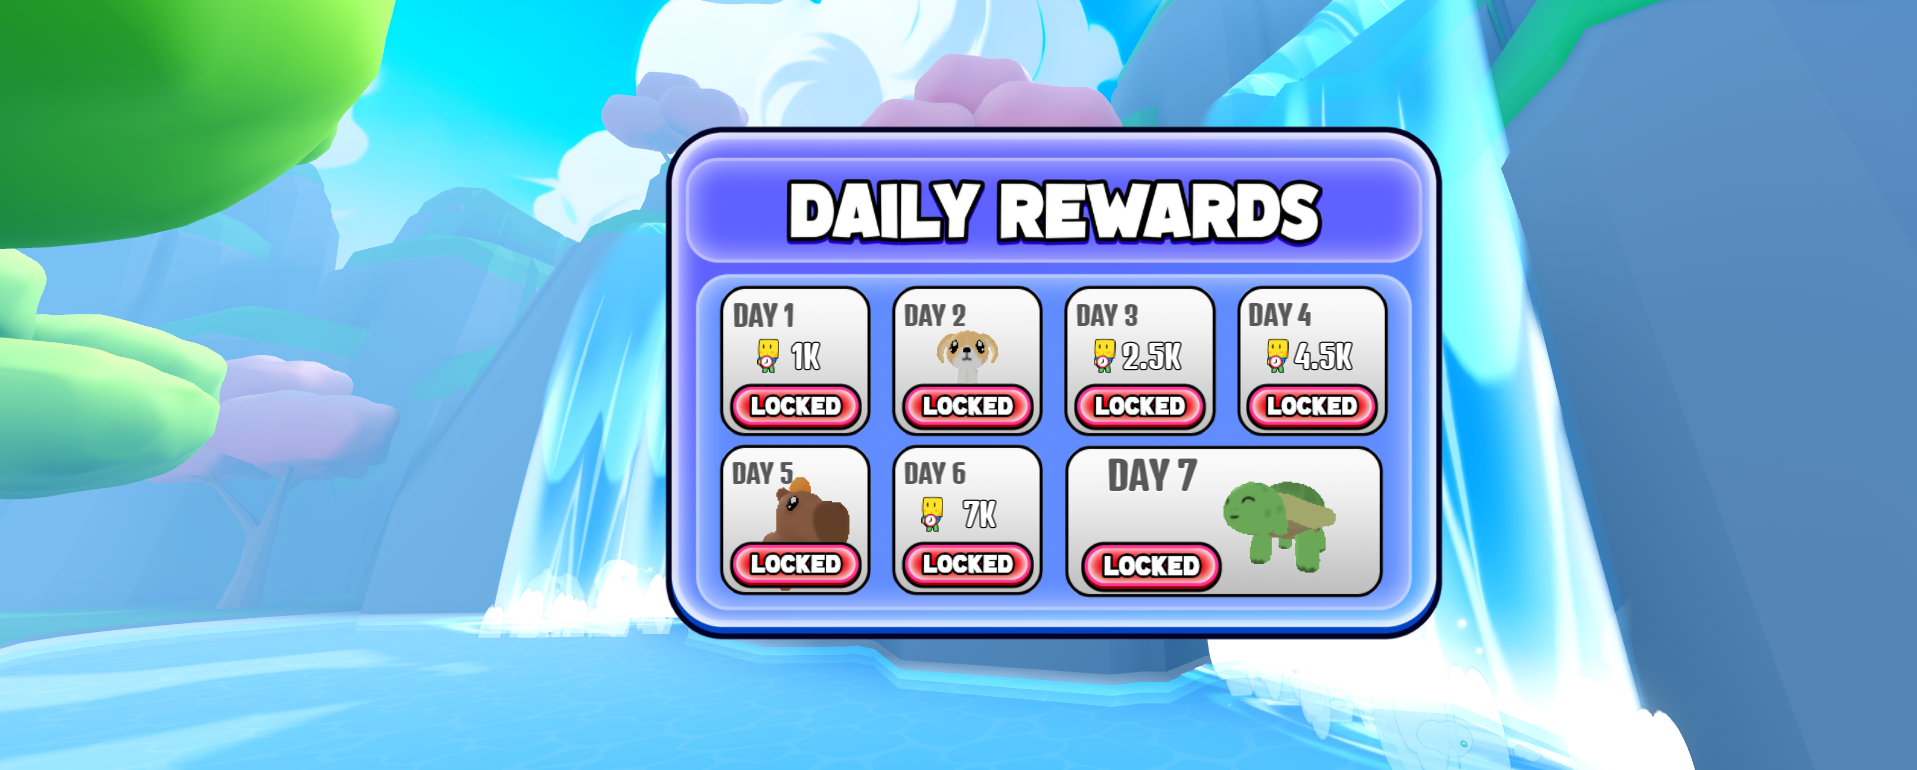 DAILY REWARDS
DAY 1
1K
LOCKED
DAY 2
LOCKED
DAY 3
2.5K
LOCKED
DAY 4
4.5K
LOCKED
DAY 5
LOCKED
DAY 6
7K
LOCKED
DAY 7
LOCKED